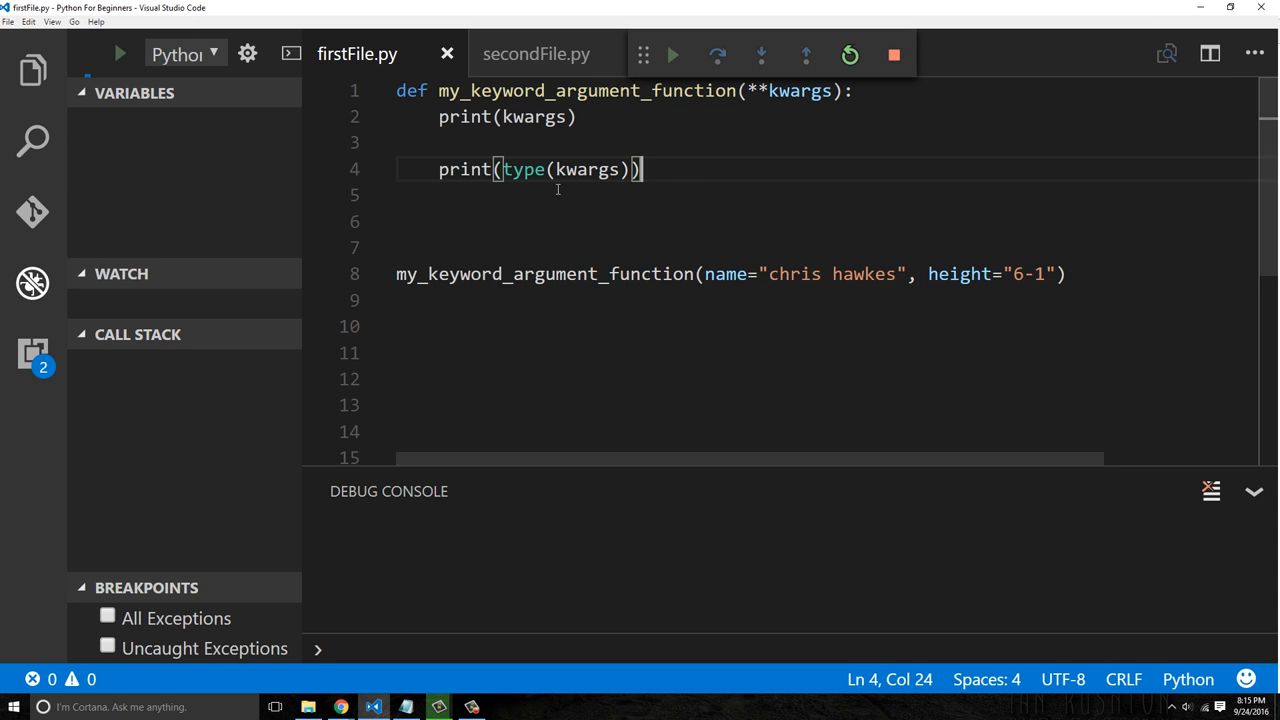 firstFile.py - Python For Beginners - Visual Studio Code
File Edit View Go Help
Python
firstFile.py
secondFile.py
VARIABLES
WATCH
CALL STACK
BREAKPOINTS
All Exceptions
Uncaught Exceptions
2
1 def my_keyword_argument_function(**kwargs):
2 print(kwargs)
3
4 print(type(kwargs))
5
6
7
8 my_keyword_argument_function(name="chris hawkes", height="6-1")
9
10
11
12
13
14
15
DEBUG CONSOLE
0 0
Ln 4, Col 24 Spaces: 4 UTF-8 CRLF Python
I'm Cortana. Ask me anything.
8:15 PM
9/24/2016